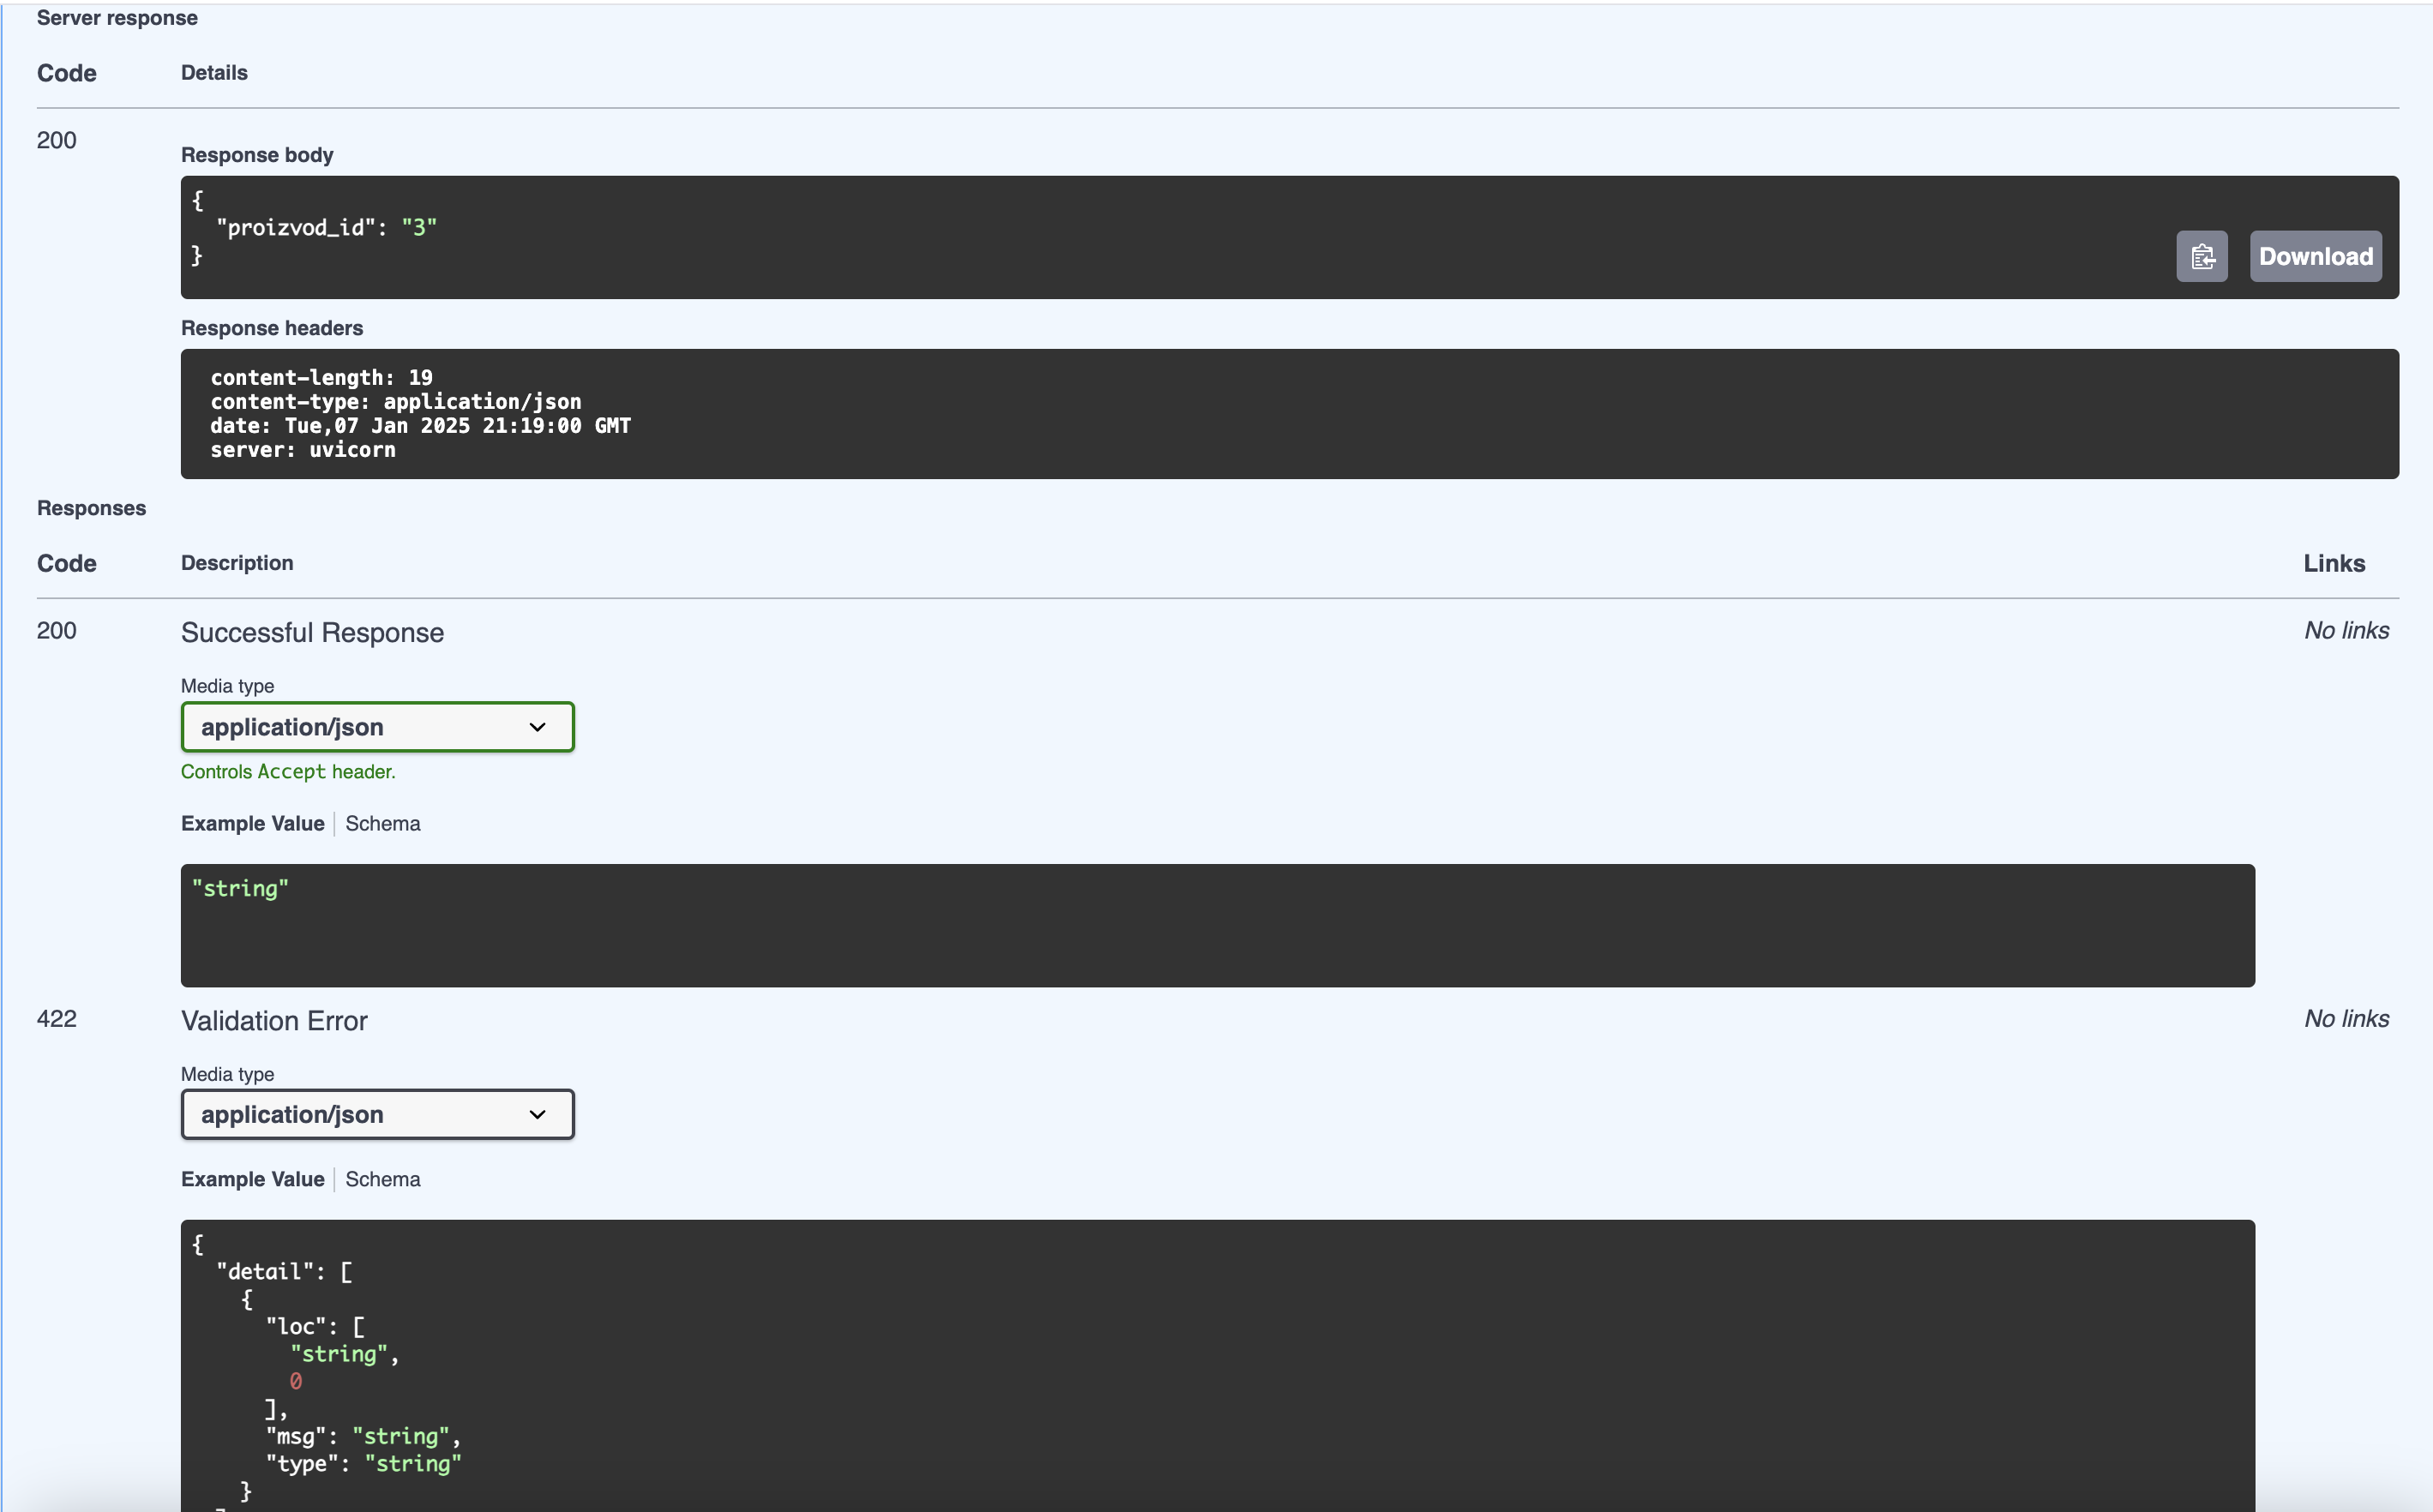 Server response
Code Details
200
Response body
{
  "proizvod_id": "3"
}
Download
Response headers
content-length: 19
content-type: application/json
date: Tue,07 Jan 2025 21:19:00 GMT
server: uvicorn
Responses
Code Description Links
200 Successful Response No links
Media type
application/json
Controls Accept header.
Example Value Schema
"string"
422 Validation Error No links
Media type
application/json
Example Value Schema
{
  "detail": [
    {
      "loc": [
        "string",
        0
      ],
      "msg": "string",
      "type": "string"
    }